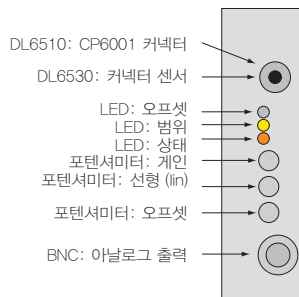 DL6510: CP6001 커넥터
DL6530: 커넥터 센서
LED: 오프셋
LED: 범위
LED: 상태
포텐셔미터: 게인
포텐셔미터: 선형 (lin)
포텐셔미터: 오프셋
BNC: 아날로그 출력